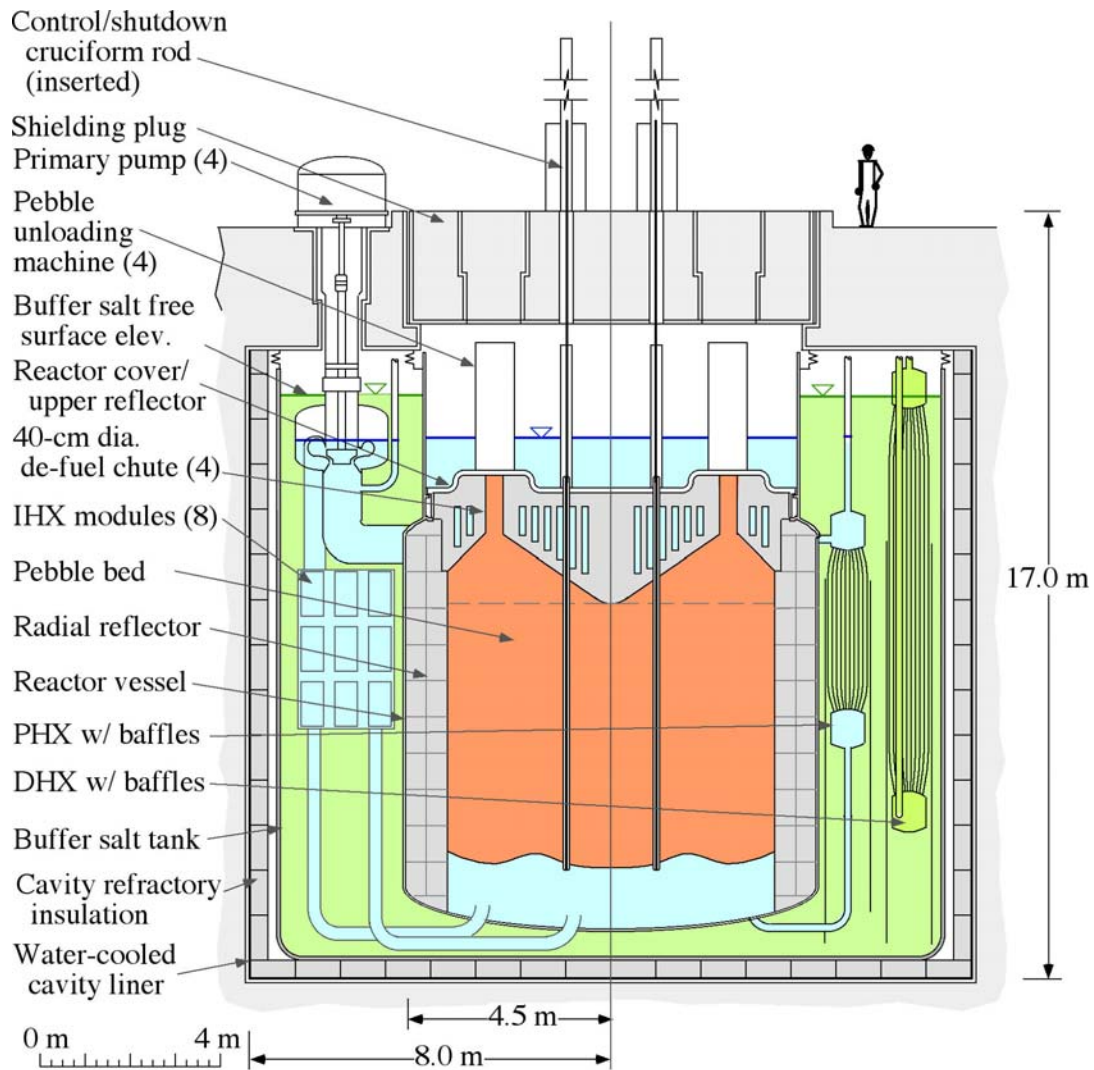 Control/shutdown
cruciform rod
(inserted)
Shielding plug
Primary pump (4)
Pebble
unloading
machine (4)
Buffer salt free
surface elev.
Reactor cover/
upper reflector
40-cm dia.
de-fuel chute (4)
IHX modules (8)
Pebble bed
Radial reflector
Reactor vessel
PHX w/ baffles
DHX w/ baffles
Buffer salt tank
Cavity refractory
insulation
Water-cooled
cavity liner
17.0 m
4.5 m
0 m 4 m
8.0 m